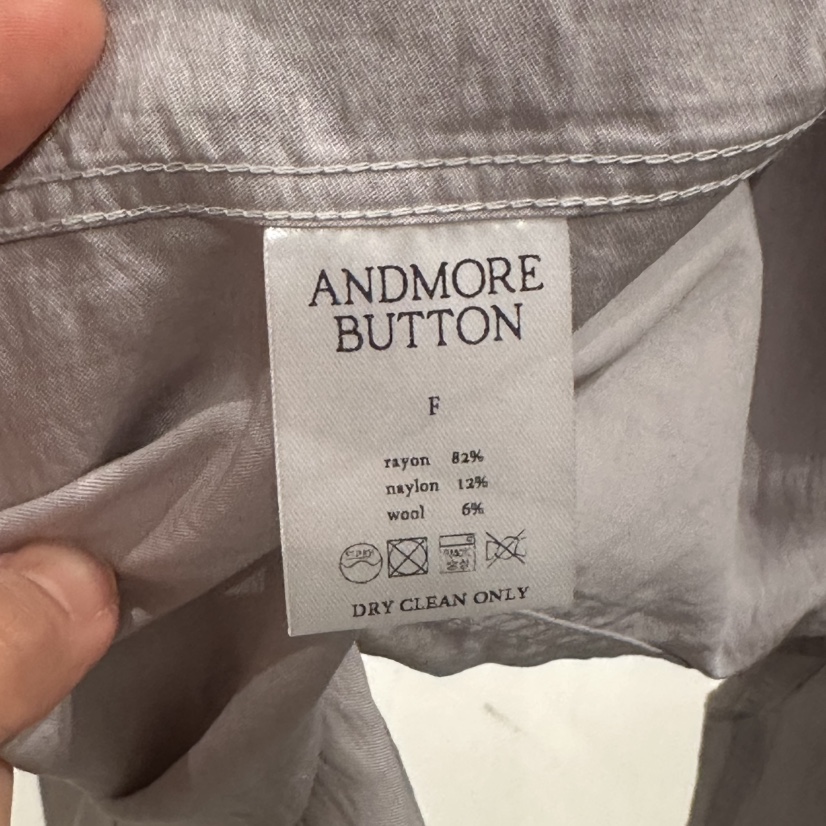 ANDMORE
BUTTON
F
rayon 82%
naylon 12%
wool 6%
DRY CLEAN ONLY